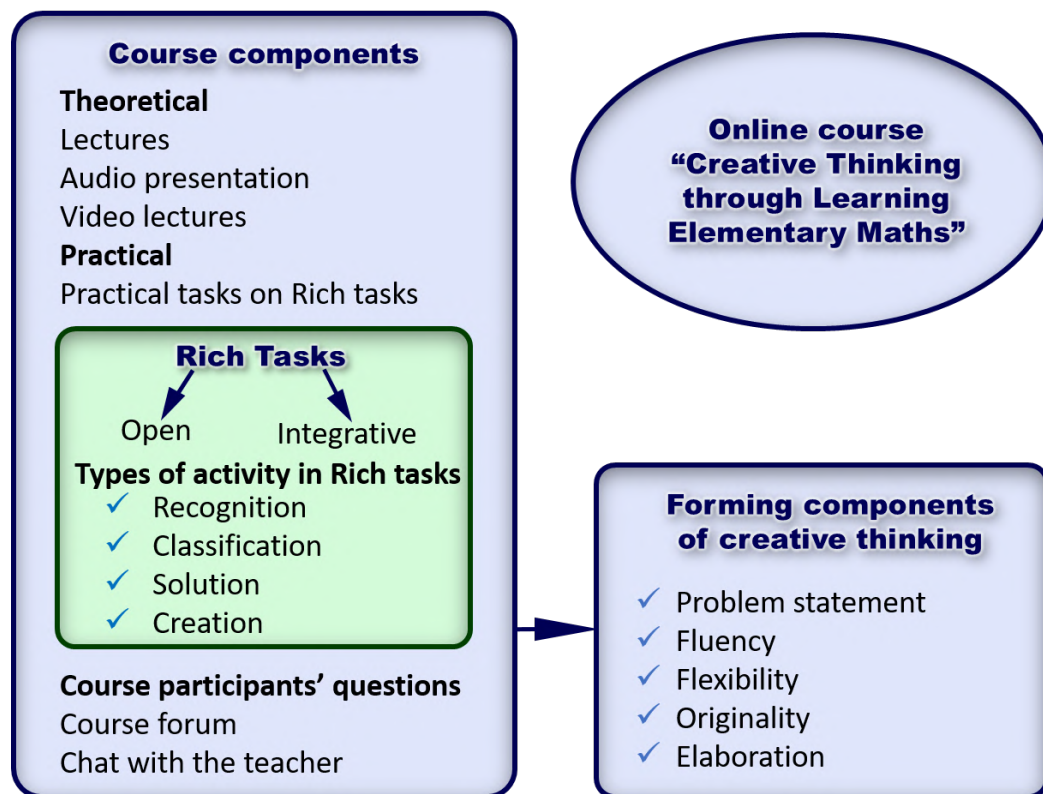 Course components
Theoretical
Lectures
Audio presentation
Video lectures
Practical
Practical tasks on Rich tasks
Rich Tasks
Open
Integrative
Types of activity in Rich tasks
✓ Recognition
✓ Classification
✓ Solution
✓ Creation
Course participants’ questions
Course forum
Chat with the teacher
Online course
“Creative Thinking
through Learning
Elementary Maths”
Forming components
of creative thinking
✓ Problem statement
✓ Fluency
✓ Flexibility
✓ Originality
✓ Elaboration